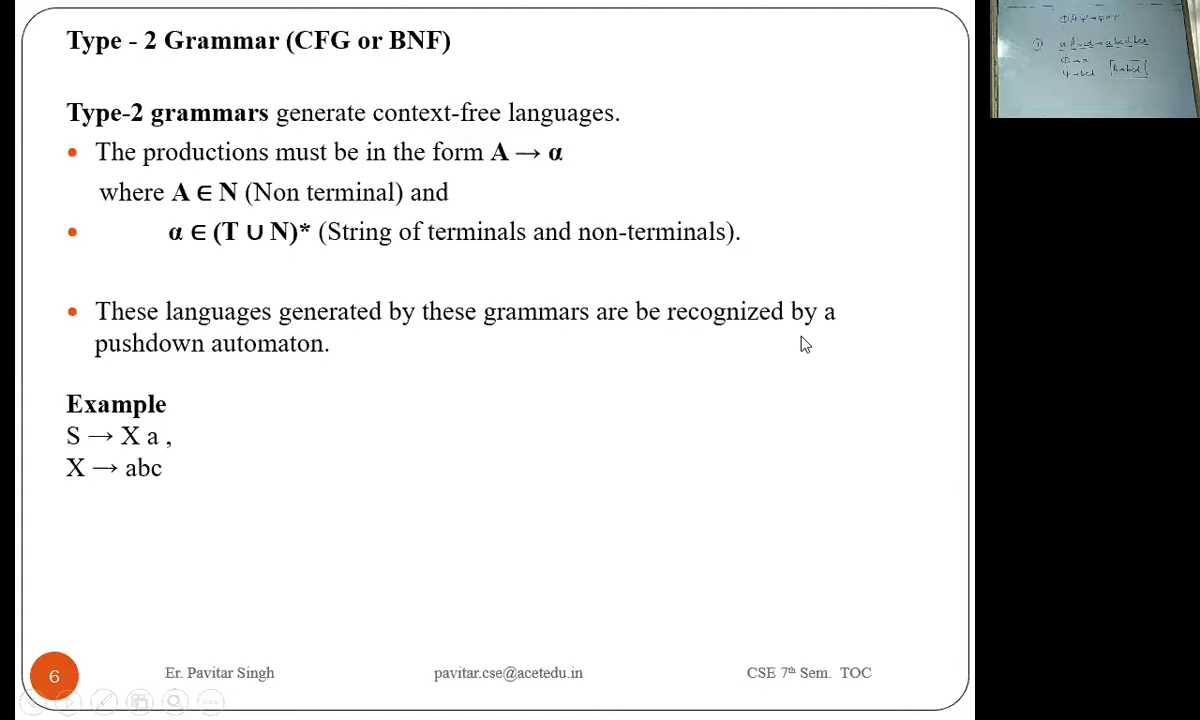 Type - 2 Grammar (CFG or BNF)
Type-2 grammars generate context-free languages.
• The productions must be in the form A → α
where A ∈ N (Non terminal) and
• α ∈ (T ∪ N)* (String of terminals and non-terminals).
• These languages generated by these grammars are be recognized by a
pushdown automaton.
Example
S → X a ,
X → abc
6
Er. Pavitar Singh
pavitar.cse@acetedu.in
CSE 7th Sem. TOC